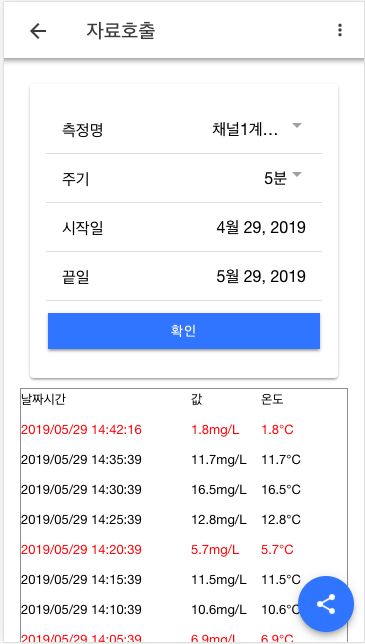 자료호출
측정명 채널1계...
주기 5분
시작일 4월 29, 2019
끝일 5월 29, 2019
확인
날짜시간 값 온도
2019/05/29 14:42:16 1.8mg/L 1.8°C
2019/05/29 14:35:39 11.7mg/L 11.7°C
2019/05/29 14:30:39 16.5mg/L 16.5°C
2019/05/29 14:25:39 12.8mg/L 12.8°C
2019/05/29 14:20:39 5.7mg/L 5.7°C
2019/05/29 14:15:39 11.5mg/L 11.5°C
2019/05/29 14:10:39 10.6mg/L 10.6°C
2019/05/29 14:05:39 6.9mg/L 6.9°C